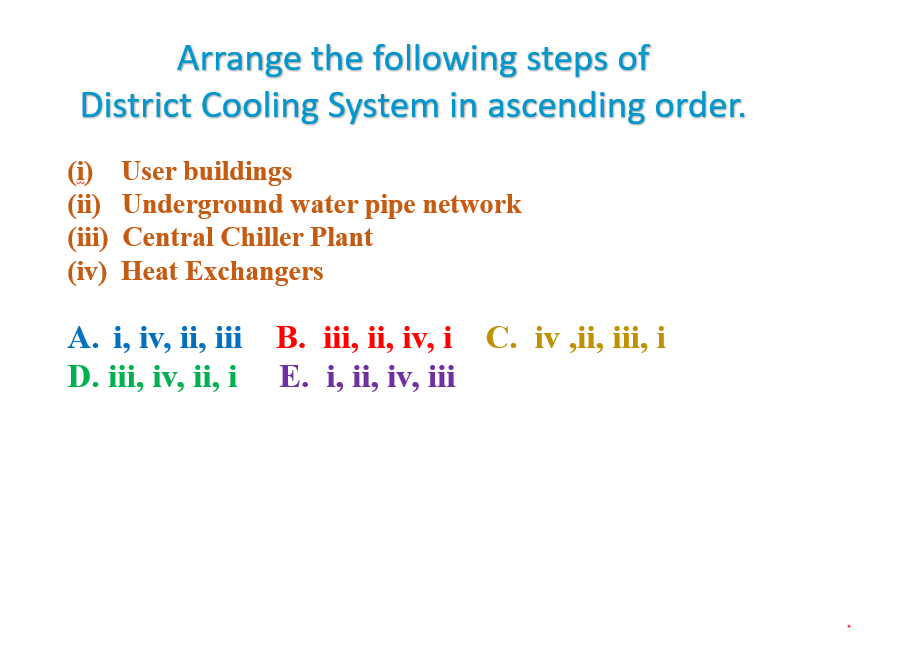 Arrange the following steps of
District Cooling System in ascending order.
(i) User buildings
(ii) Underground water pipe network
(iii) Central Chiller Plant
(iv) Heat Exchangers
A. i, iv, ii, iii B. iii, ii, iv, i C. iv ,ii, iii, i
D. iii, iv, ii, i E. i, ii, iv, iii